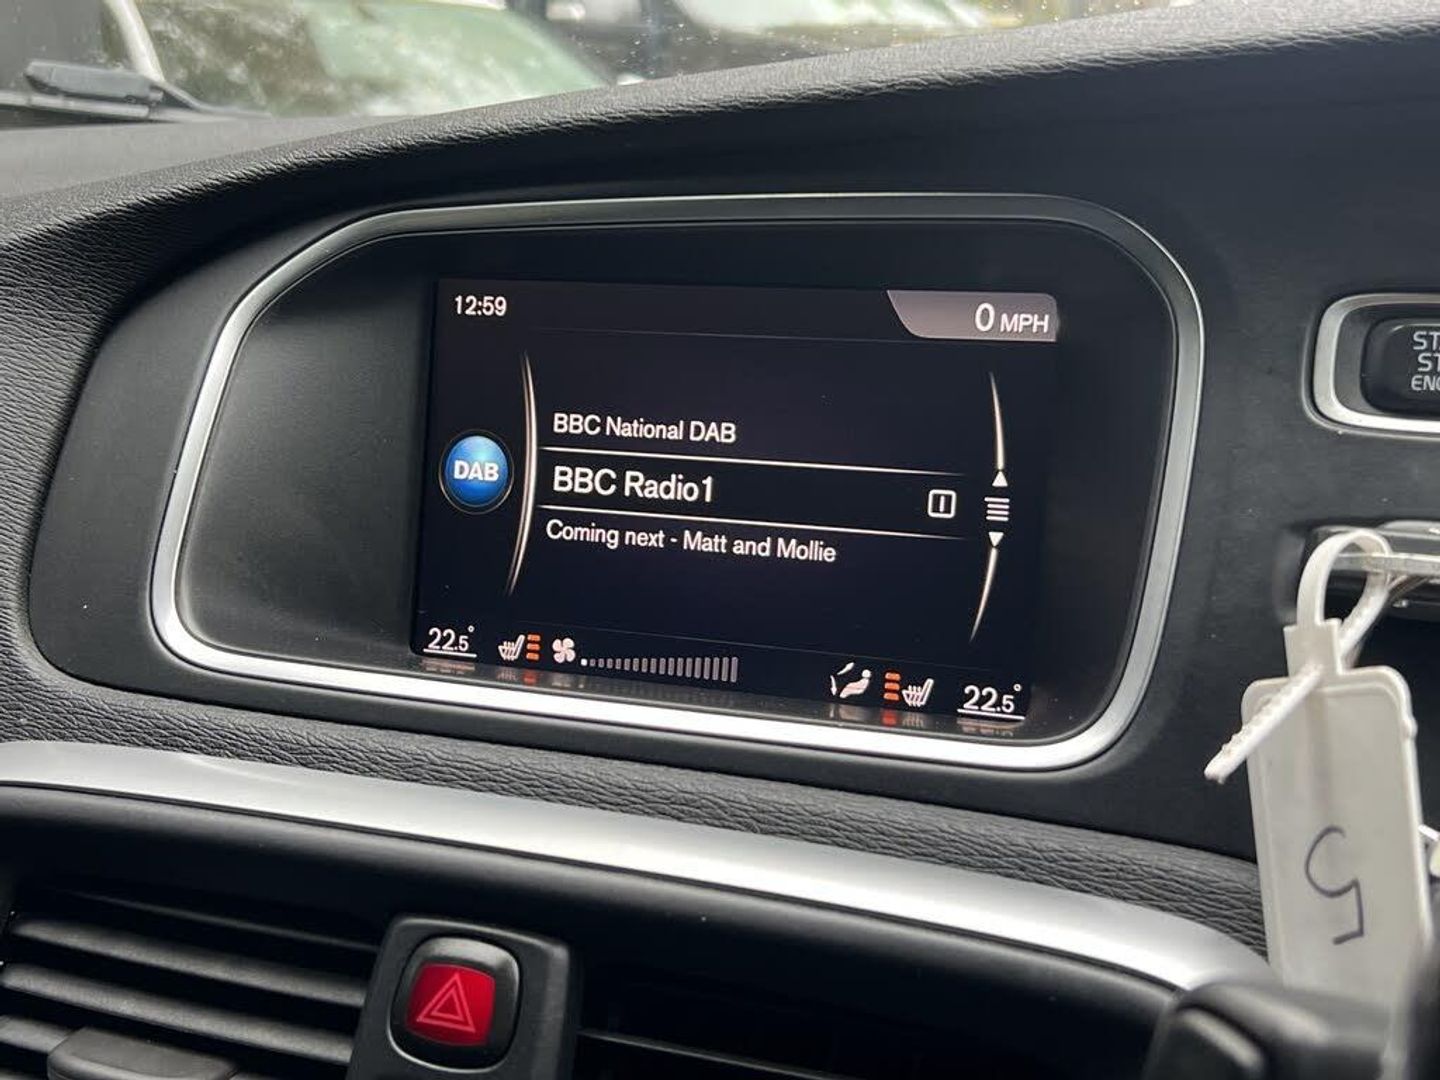 12:59
0 MPH
BBC National DAB
DAB
BBC Radio1
Coming next - Matt and Mollie
22.5°
22.5°
5